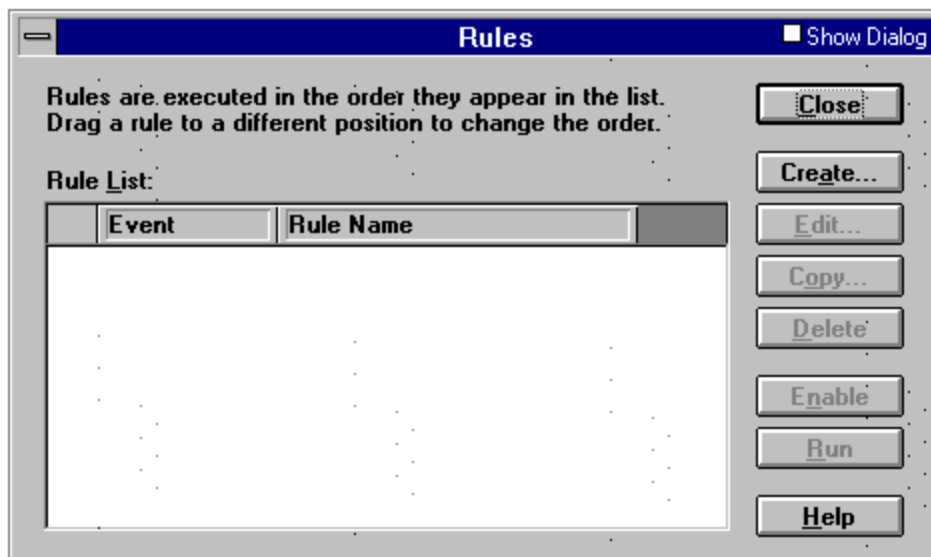 Rules
Show Dialog
Rules are executed in the order they appear in the list.
Drag a rule to a different position to change the order.
Rule List:
Event
Rule Name
Close
Create...
Edit...
Copy...
Delete
Enable
Run
Help